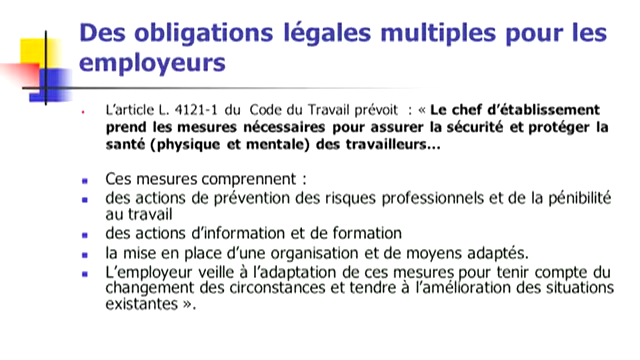 Des obligations légales multiples pour les
employeurs
L'article L. 4121-1 du Code du Travail prévoit : « Le chef d'établissement
prend les mesures nécessaires pour assurer la sécurité et protéger la
santé (physique et mentale) des travailleurs...
Ces mesures comprennent :
des actions de prévention des risques professionnels et de la pénibilité
au travail
des actions d'information et de formation
la mise en place d'une organisation et de moyens adaptés.
L'employeur veille à l'adaptation de ces mesures pour tenir compte du
changement des circonstances et tendre à l'amélioration des situations
existantes ».